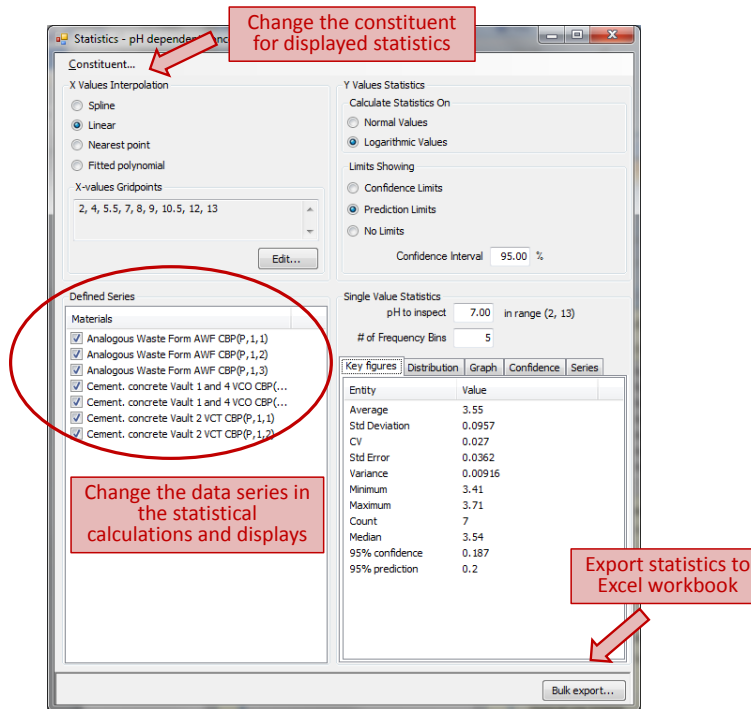 Change the constituent
for displayed statistics
Statistics - pH dependent
Constituent...
X Values Interpolation
Spline
Linear
Nearest point
Fitted polynomial
X-values Gridpoints
2, 4, 5.5, 7, 8, 9, 10.5, 12, 13
Edit...
Y Values Statistics
Calculate Statistics On
Normal Values
Logarithmic Values
Limits Showing
Confidence Limits
Prediction Limits
No Limits
Confidence Interval 95.00 %
Defined Series
Materials
Analogous Waste Form AWF CBP(P,1,1)
Analogous Waste Form AWF CBP(P,1,2)
Analogous Waste Form AWF CBP(P,1,3)
Cement. concrete Vault 1 and 4 VCO CBP(...
Cement. concrete Vault 1 and 4 VCO CBP(...
Cement. concrete Vault 2 VCT CBP(P,1,1)
Cement. concrete Vault 2 VCT CBP(P,1,2)
Change the data series in
the statistical
calculations and displays
Single Value Statistics
pH to inspect 7.00 in range (2, 13)
# of Frequency Bins 5
Key figures Distribution Graph Confidence Series
Entity Value
Average 3.55
Std Deviation 0.0957
CV 0.027
Std Error 0.0362
Variance 0.00916
Minimum 3.41
Maximum 3.71
Count 7
Median 3.54
95% confidence 0.187
95% prediction 0.2
Export statistics to
Excel workbook
Bulk export...